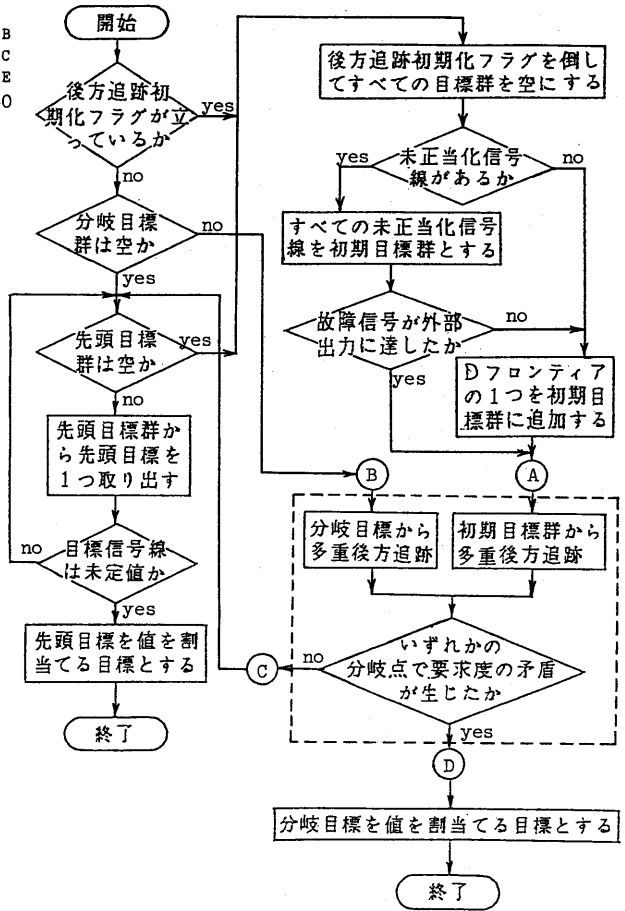 B
C
E
O
開始
後方追跡初
期化フラグが立
っているか
yes
no
分岐目標
群は空か
no
yes
先頭目標
群は空か
yes
no
先頭目標群か
ら先頭目標を
1つ取り出す
目標信号線
は未定値か
no
yes
先頭目標を値を割
当てる目標とする
終了
後方追跡初期化フラグを倒し
てすべての目標群を空にする
未正当化信号
線があるか
yes
no
すべての未正当化信号
線を初期目標群とする
故障信号が外部
出力に達したか
no
yes
Dフロンティア
の1つを初期目
標群に追加する
B
A
分岐目標から
多重後方追跡
初期目標群から
多重後方追跡
いずれかの
分岐点で要求度の矛盾
が生じたか
no
C
yes
D
分岐目標を値を割当てる目標とする
終了